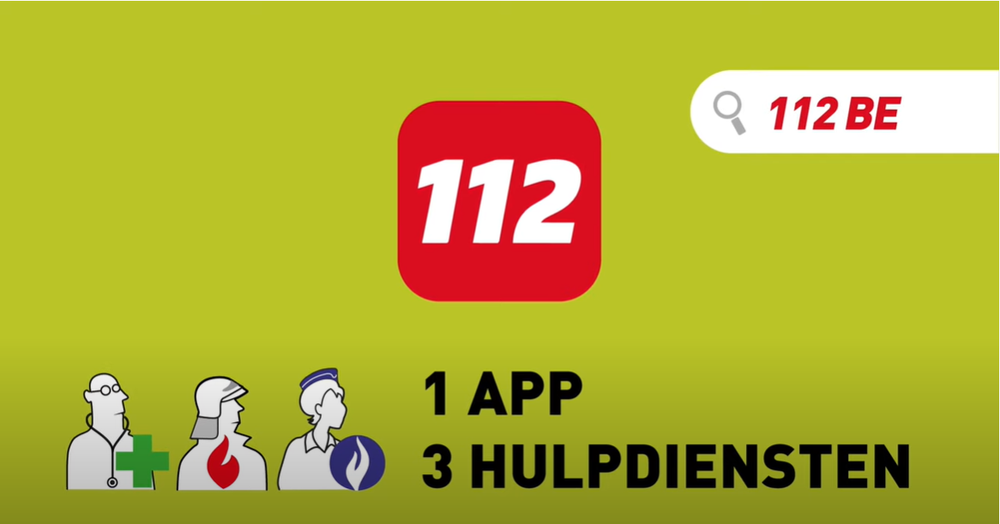 112 BE
112
1 APP
3 HULPDIENSTEN